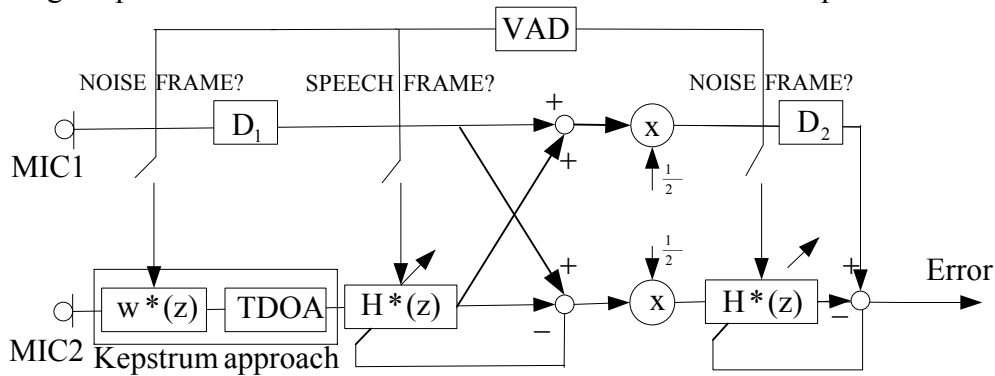 VAD
NOISE FRAME?
SPEECH FRAME?
NOISE FRAME?
MIC1
D1
+
+
x
1/2
D2
MIC2
w*(z)
TDOA
H*(z)
+
−
x
1/2
H*(z)
+
−
Error
Kepstrum approach